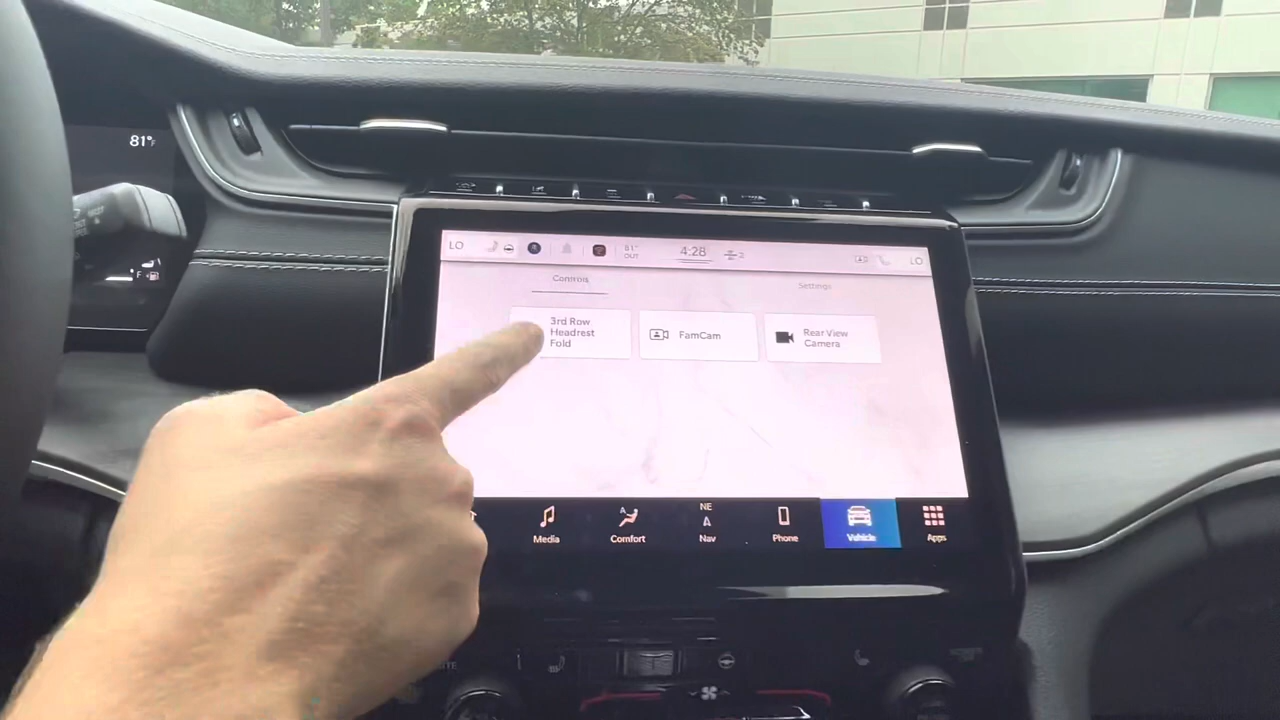 81°F
LO
81°
OUT
4:28
2
LO
Controls
Settings
3rd Row
Headrest
Fold
FamCam
Rear View
Camera
F
Media
A
Comfort
NE
Nav
Phone
Vehicle
Apps